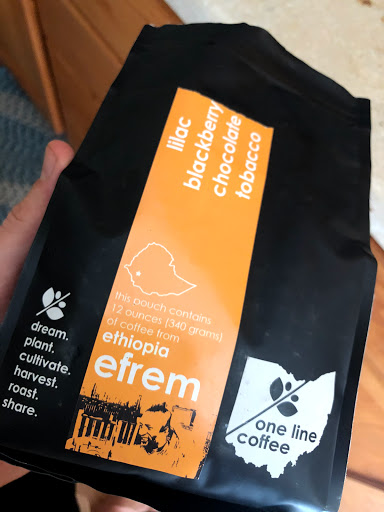 lilac
blackberry
chocolate
tobacco
this pouch contains
12 ounces (340 grams)
of coffee from
ethiopia
efrem
dream.
plant.
cultivate.
harvest.
roast.
share.
one line
coffee